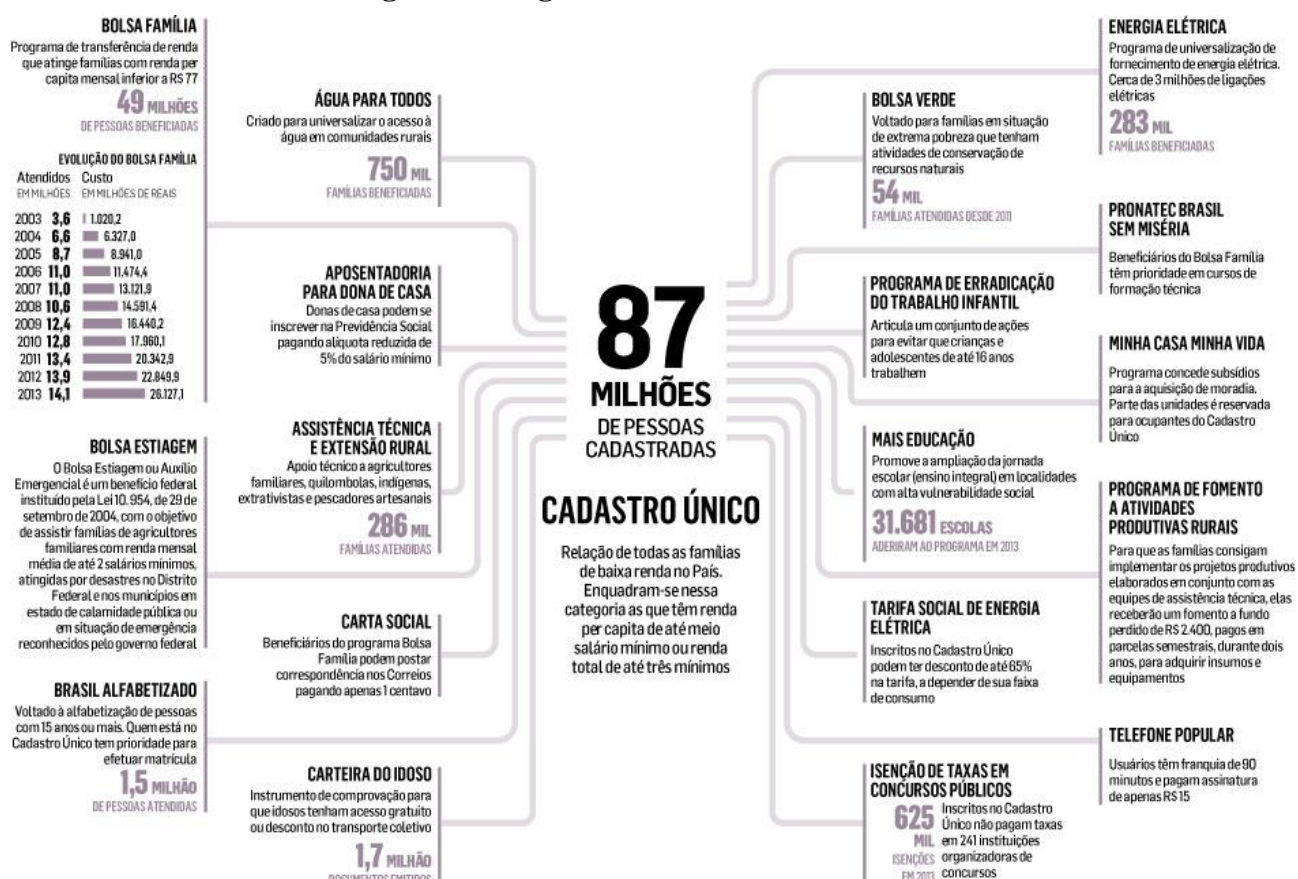 BOLSA FAMÍLIA
Programa de transferência de renda
que atinge famílias com renda per
capita mensal inferior a R$ 77
49 MILHÕES
DE PESSOAS BENEFICIADAS
EVOLUÇÃO DO BOLSA FAMÍLIA
Atendidos Custo
EM MILHÕES EM MILHÕES DE REAIS
2003 3,6 1.020,2
2004 6,6 6.327,0
2005 8,7 8.941,0
2006 11,0 11.474,4
2007 11,0 13.121,9
2008 10,6 14.591,4
2009 12,4 16.440,2
2010 12,8 17.960,1
2011 13,4 20.342,9
2012 13,9 22.849,9
2013 14,1 26.127,1
BOLSA ESTIAGEM
O Bolsa Estiagem ou Auxílio
Emergencial é um benefício federal
instituído pela Lei 10. 954, de 29 de
setembro de 2004, com o objetivo
de assistir famílias de agricultores
familiares com renda mensal
média de até 2 salários mínimos,
atingidas por desastres no Distrito
Federal e nos municípios em
estado de calamidade pública ou
em situação de emergência
reconhecidos pelo governo federal
BRASIL ALFABETIZADO
Voltado à alfabetização de pessoas
com 15 anos ou mais. Quem está no
Cadastro Único tem prioridade para
efetuar matrícula
1,5 MILHÃO
DE PESSOAS ATENDIDAS
ÁGUA PARA TODOS
Criado para universalizar o acesso à
água em comunidades rurais
750 MIL
FAMÍLIAS BENEFICIADAS
APOSENTADORIA
PARA DONA DE CASA
Donas de casa podem se
inscrever na Previdência Social
pagando alíquota reduzida de
5% do salário mínimo
ASSISTÊNCIA TÉCNICA
E EXTENSÃO RURAL
Apoio técnico a agricultores
familiares, quilombolas, indígenas,
extrativistas e pescadores artesanais
286 MIL
FAMÍLIAS ATENDIDAS
CARTA SOCIAL
Beneficiários do programa Bolsa
Família podem postar
correspondência nos Correios
pagando apenas 1 centavo
CARTEIRA DO IDOSO
Instrumento de comprovação para
que idosos tenham acesso gratuito
ou desconto no transporte coletivo
1,7 MILHÃO
DOCUMENTOS EMITIDOS
87
MILHÕES
DE PESSOAS
CADASTRADAS
CADASTRO ÚNICO
Relação de todas as famílias
de baixa renda no País.
Enquadram-se nessa
categoria as que têm renda
per capita de até meio
salário mínimo ou renda
total de até três mínimos
BOLSA VERDE
Voltado para famílias em situação
de extrema pobreza que tenham
atividades de conservação de
recursos naturais
54 MIL
FAMÍLIAS ATENDIDAS DESDE 2011
PROGRAMA DE ERRADICAÇÃO
DO TRABALHO INFANTIL
Articula um conjunto de ações
para evitar que crianças e
adolescentes de até 16 anos
trabalhem
MAIS EDUCAÇÃO
Promove a ampliação da jornada
escolar (ensino integral) em localidades
com alta vulnerabilidade social
31.681 ESCOLAS
ADERIRAM AO PROGRAMA EM 2013
TARIFA SOCIAL DE ENERGIA
ELÉTRICA
Inscritos no Cadastro Único
podem ter desconto de até 65%
na tarifa, a depender de sua faixa
de consumo
ISENÇÃO DE TAXAS EM
CONCURSOS PÚBLICOS
625 MIL
ISENÇÕES
EM 2013
Inscritos no Cadastro
Único não pagam taxas
em 241 instituições
organizadoras de
concursos
ENERGIA ELÉTRICA
Programa de universalização de
fornecimento de energia elétrica.
Cerca de 3 milhões de ligações
elétricas
283 MIL
FAMÍLIAS BENEFICIADAS
PRONATEC BRASIL
SEM MISÉRIA
Beneficiários do Bolsa Família
têm prioridade em cursos de
formação técnica
MINHA CASA MINHA VIDA
Programa concede subsídios
para a aquisição de moradia.
Parte das unidades é reservada
para ocupantes do Cadastro
Único
PROGRAMA DE FOMENTO
A ATIVIDADES
PRODUTIVAS RURAIS
Para que as famílias consigam
implementar os projetos produtivos
elaborados em conjunto com as
equipes de assistência técnica, elas
receberão um fomento a fundo
perdido de R$ 2.400, pagos em
parcelas semestrais, durante dois
anos, para adquirir insumos e
equipamentos
TELEFONE POPULAR
Usuários têm franquia de 90
minutos e pagam assinatura
de apenas R$ 15